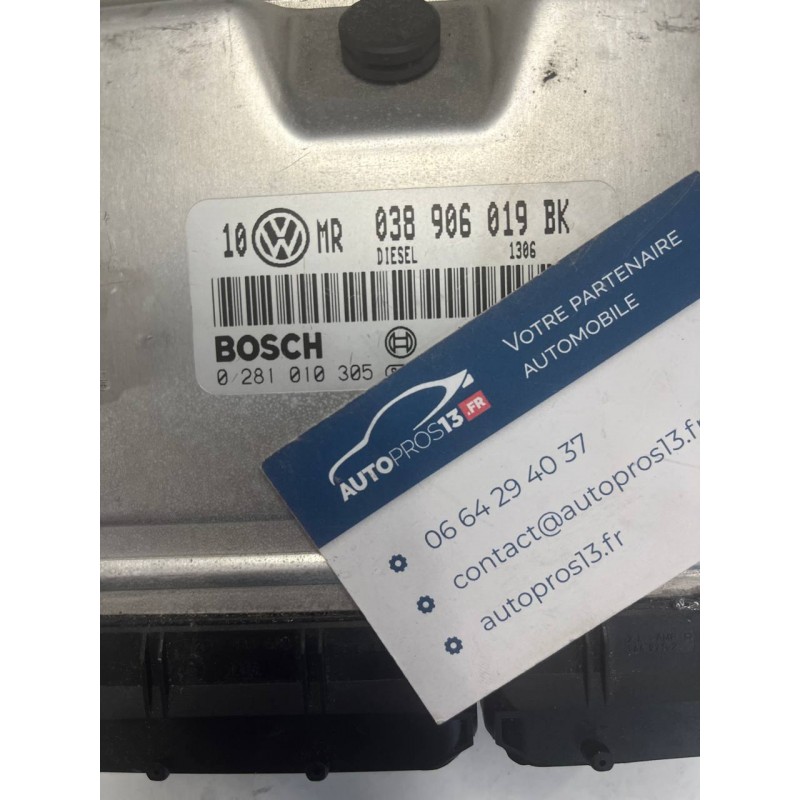 10 VW MR 038 906 019 BK
DIESEL 1306
BOSCH
0 281 010 305
VOTRE PARTENAIRE
AUTOMOBILE
AUTOPROS13.FR
06 64 29 40 37
contact@autopros13.fr
autopros13.fr